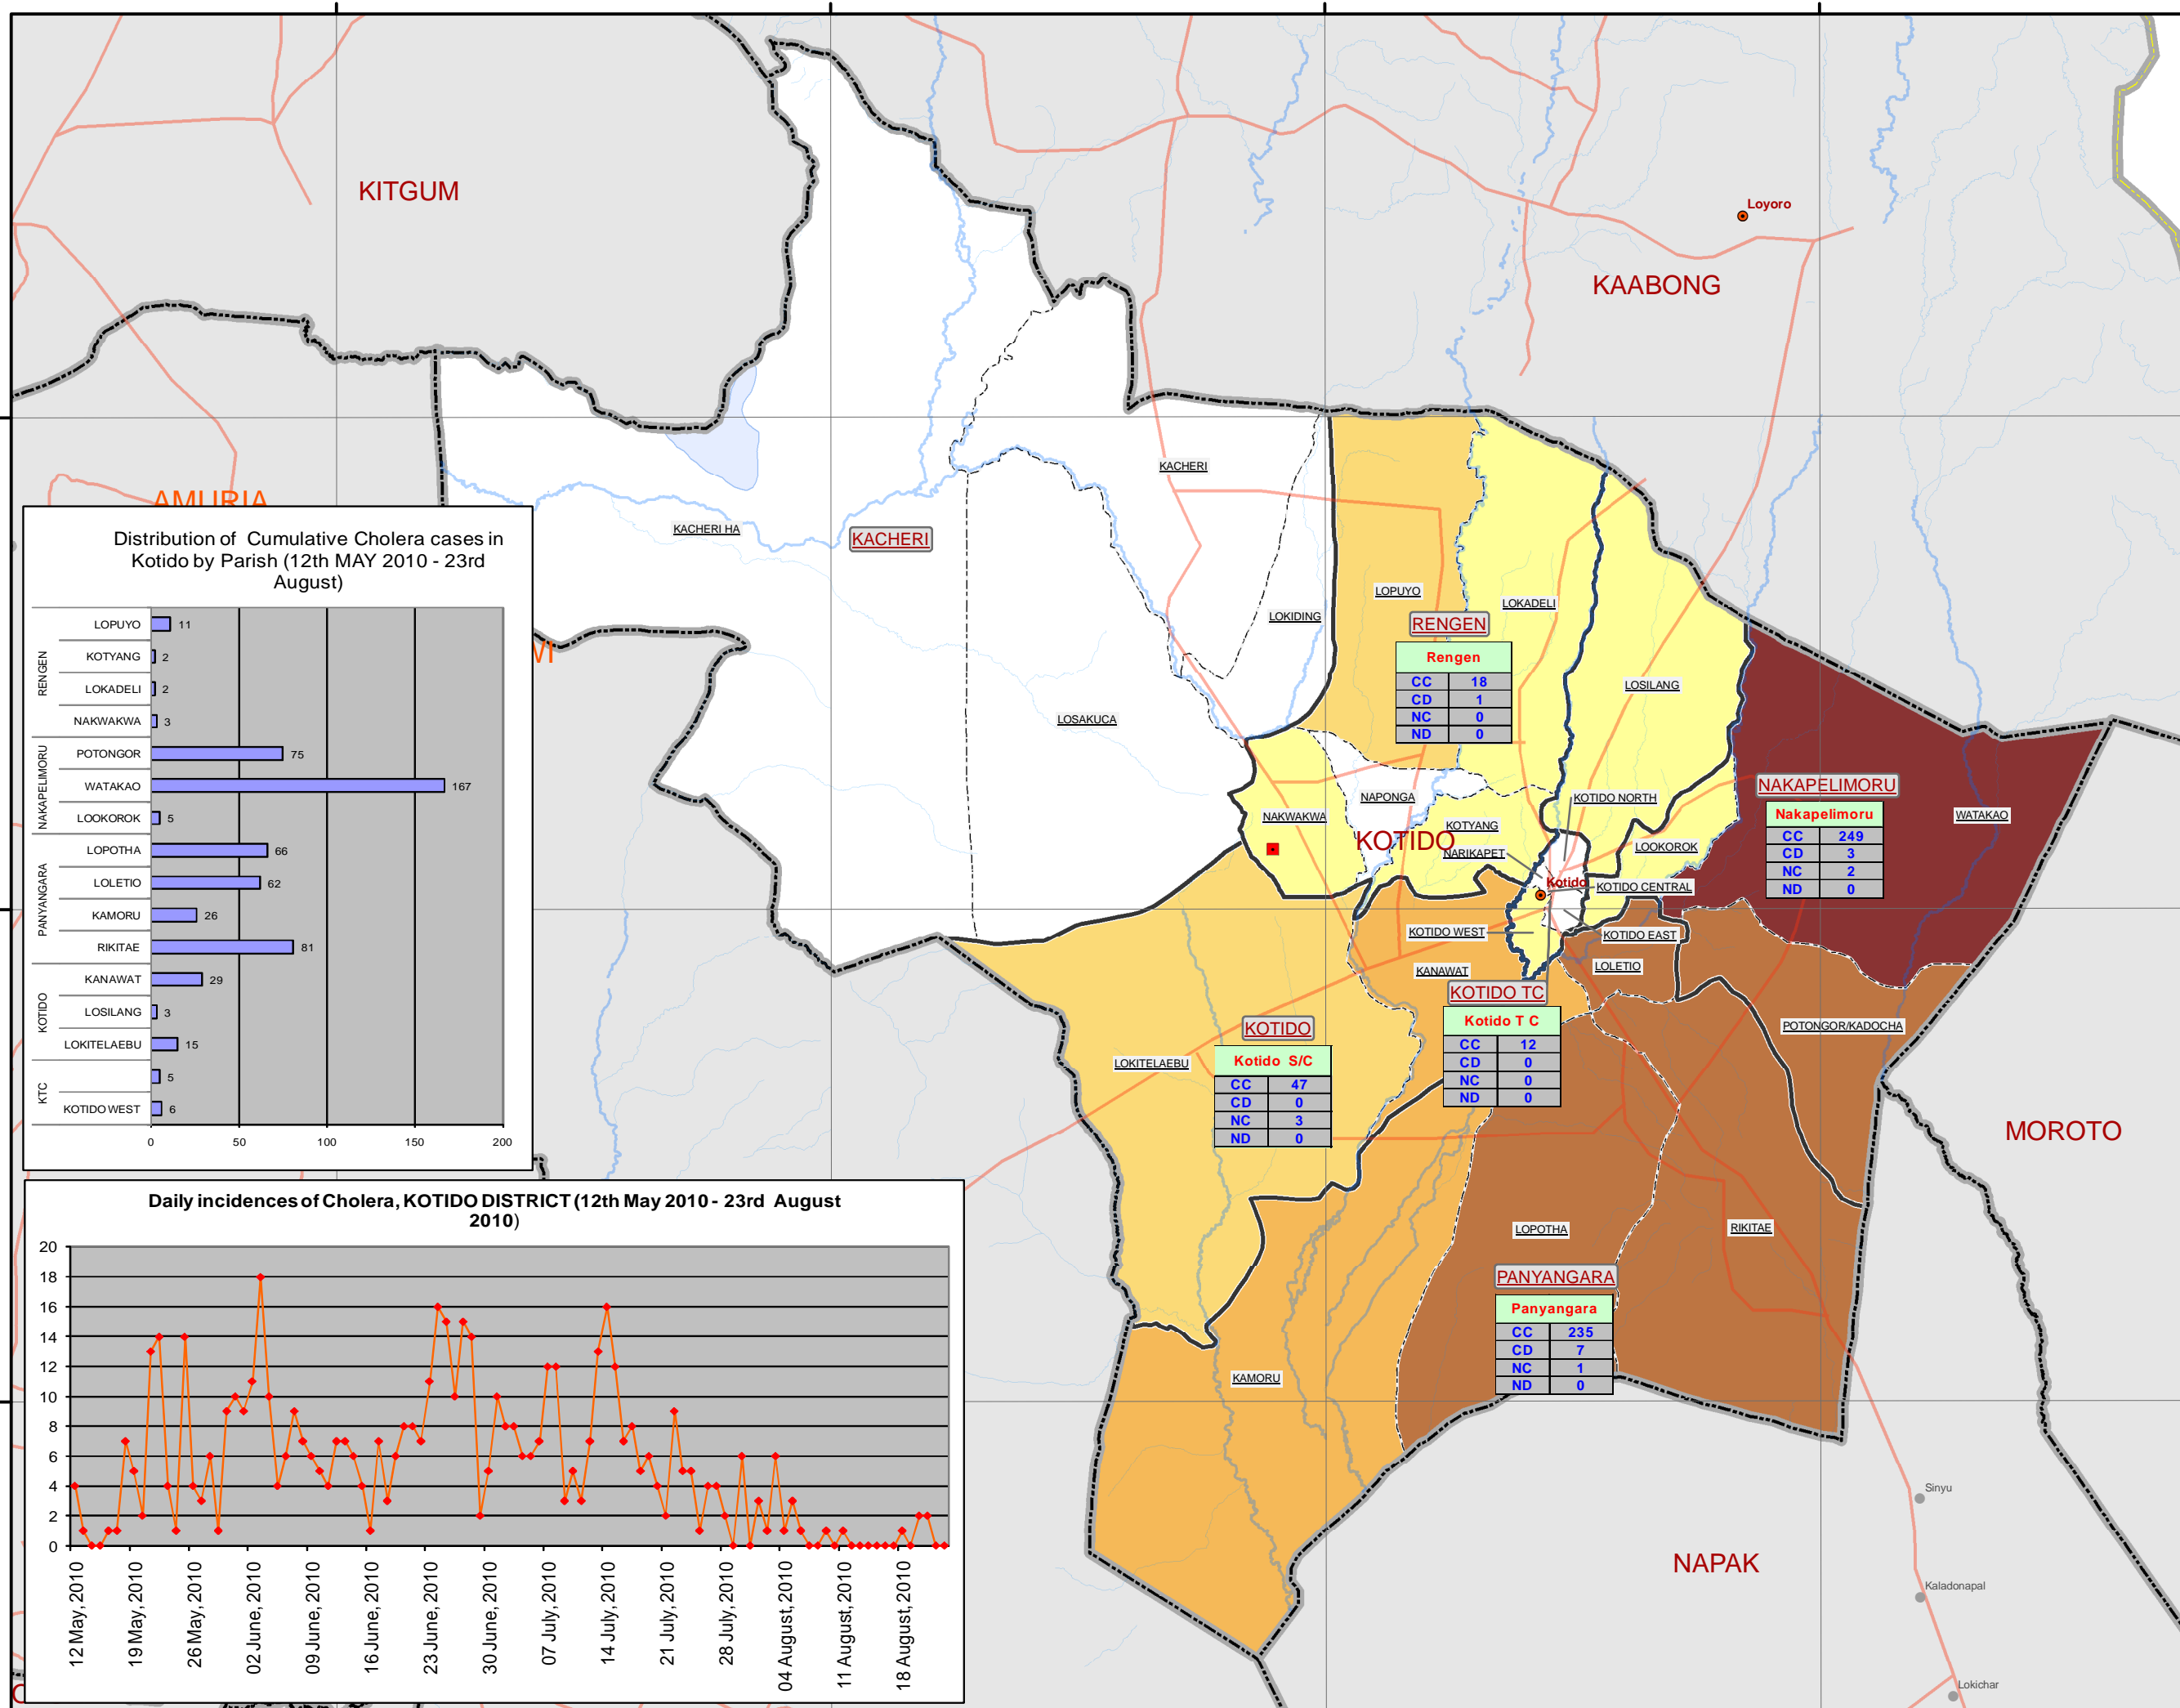 KITGUM
Loyoro
KAABONG
AMURIA
KACHERI
KACHERI HA
KACHERI
LOKIDING
LOSAKUCA
LOPUYO
LOKADELI
RENGEN
Rengen
CC 18
CD 1
NC 0
ND 0
LOSILANG
NAKAPELIMORU
Nakapelimoru
CC 249
CD 3
NC 2
ND 0
WATAKAO
NAPONGA
KOTIDO NORTH
NAKWAKWA
KOTYANG
KOTIDO
NARIKAPET
LOOKOROK
Kotido
KOTIDO CENTRAL
KOTIDO WEST
KOTIDO EAST
KANAWAT
LOLETIO
KOTIDO TC
Kotido T C
CC 12
CD 0
NC 0
ND 0
POTONGOR/KADOCHA
KOTIDO
Kotido S/C
CC 47
CD 0
NC 3
ND 0
LOKITELAEBU
MOROTO
LOPOTHA
RIKITAE
PANYANGARA
Panyangara
CC 235
CD 7
NC 1
ND 0
KAMORU
Sinyu
NAPAK
Kaladonapal
Lokichar
Distribution of Cumulative Cholera cases in
Kotido by Parish (12th MAY 2010 - 23rd
August)
RENGEN
LOPUYO 11
KOTYANG 2
LOKADELI 2
NAKWAKWA 3
NAKAPELIMORU
POTONGOR 75
WATAKAO 167
LOOKOROK 5
PANYANGARA
LOPOTHA 66
LOLETIO 62
KAMORU 26
RIKITAE 81
KOTIDO
KANAWAT 29
LOSILANG 3
LOKITELAEBU 15
KTC
5
KOTIDO WEST 6
0 50 100 150 200
Daily incidences of Cholera, KOTIDO DISTRICT (12th May 2010 - 23rd August
2010)
20
18
16
14
12
10
8
6
4
2
0
12 May, 2010
19 May, 2010
26 May, 2010
02 June, 2010
09 June, 2010
16 June, 2010
23 June, 2010
30 June, 2010
07 July, 2010
14 July, 2010
21 July, 2010
28 July, 2010
04 August, 2010
11 August, 2010
18 August, 2010